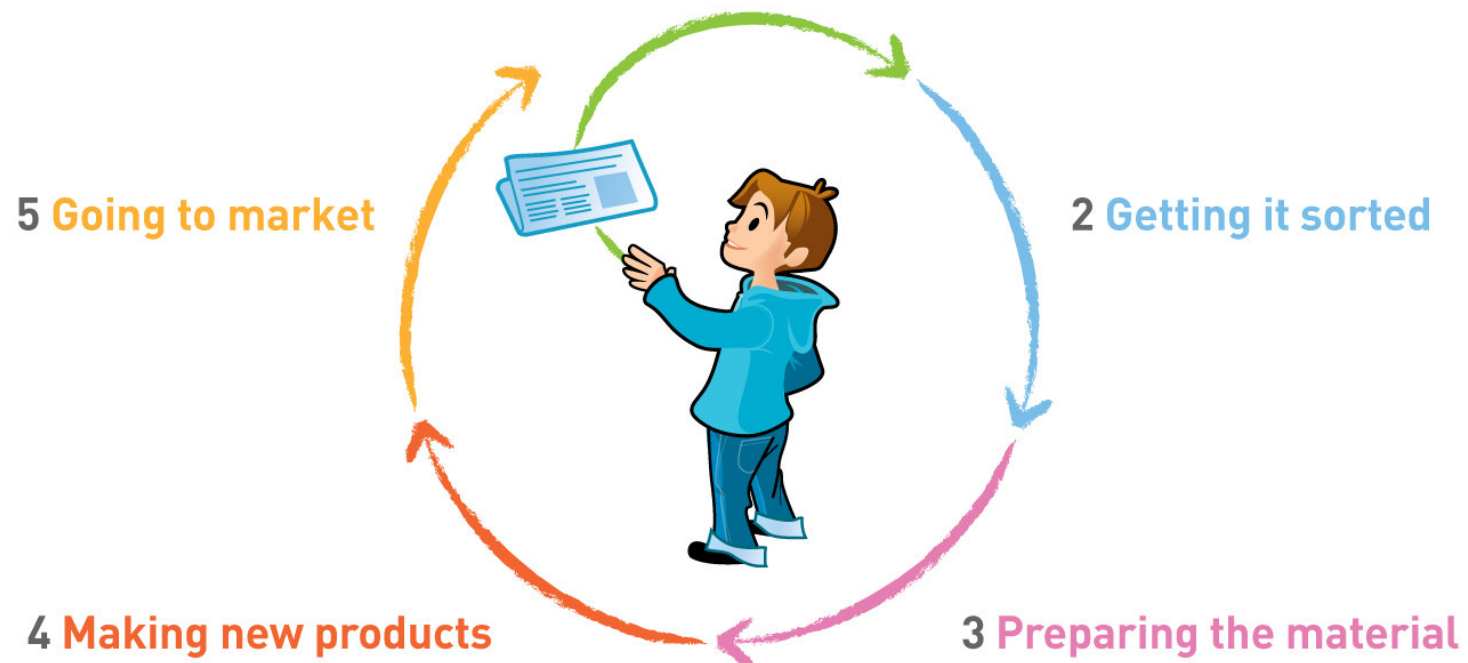 5 Going to market
2 Getting it sorted
4 Making new products
3 Preparing the material